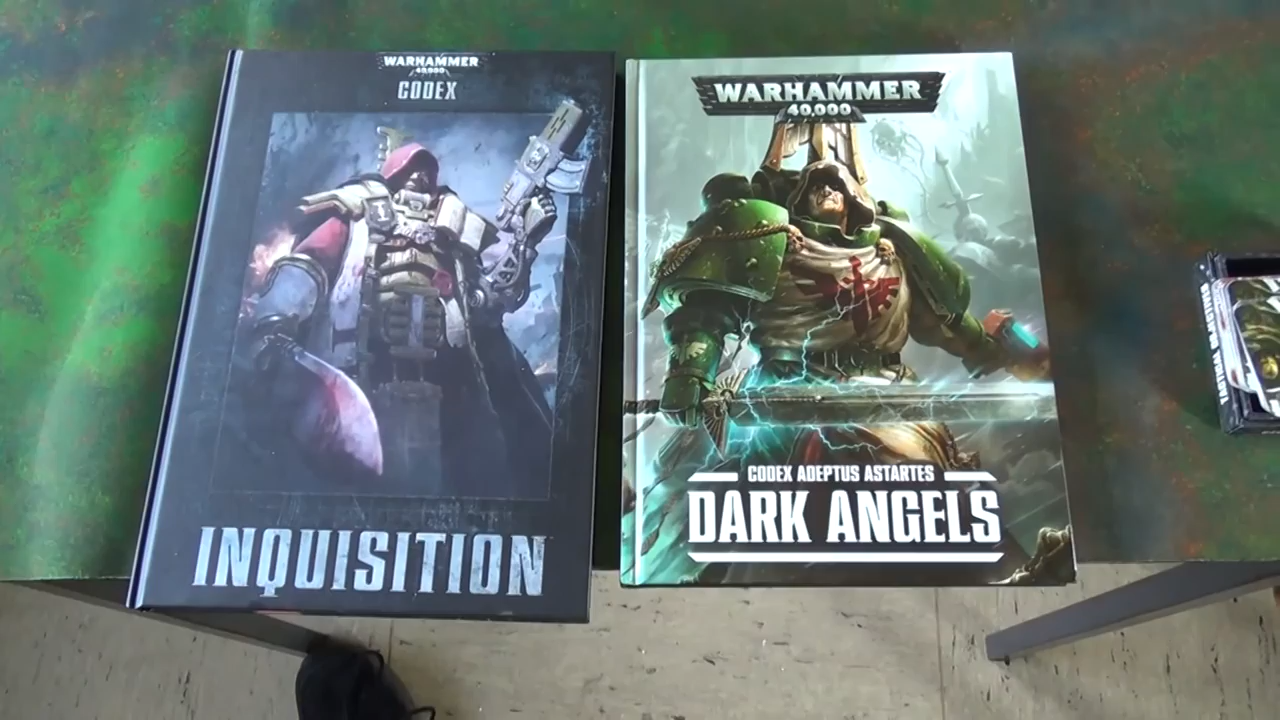 WARHAMMER
40,000
CODEX
INQUISITION
WARHAMMER
40,000
CODEX ADEPTUS ASTARTES
DARK ANGELS